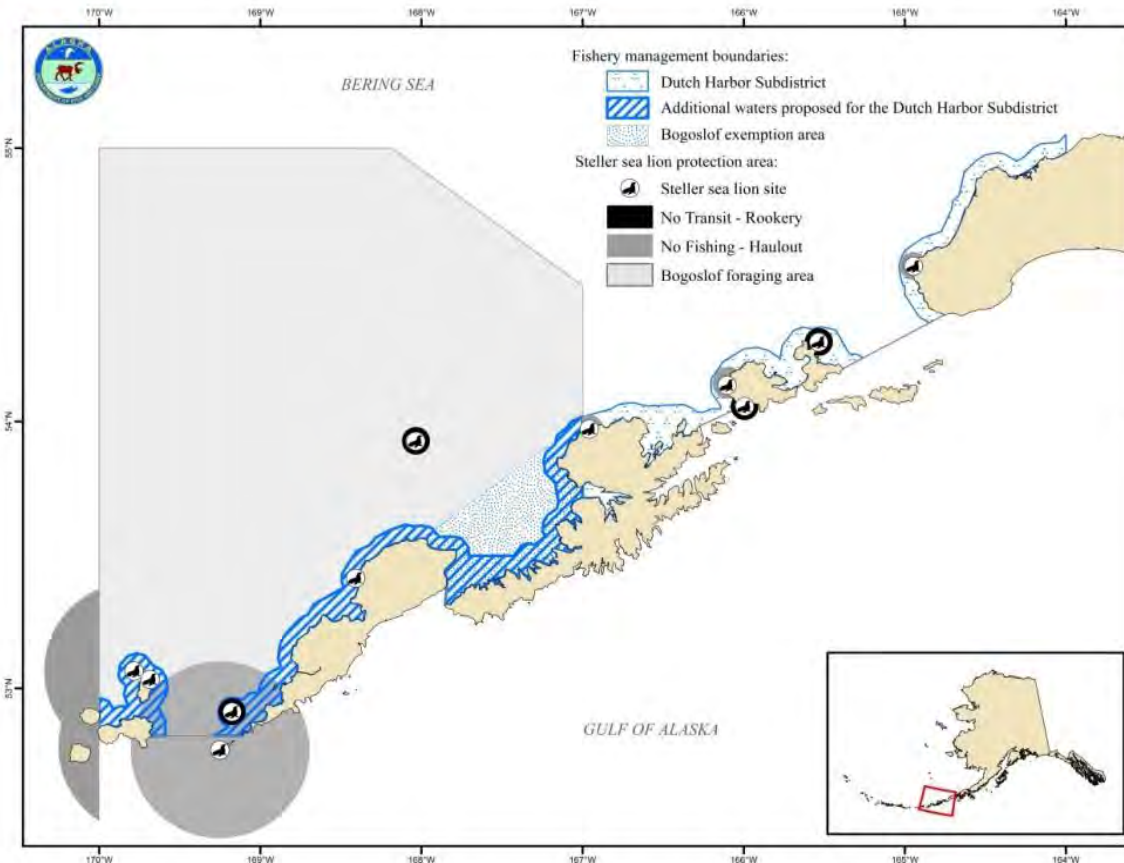 170°W 169°W 168°W 167°W 166°W 165°W 164°W
ALASKA
BERING SEA
Fishery management boundaries:
Dutch Harbor Subdistrict
Additional waters proposed for the Dutch Harbor Subdistrict
Bogoslof exemption area
Steller sea lion protection area:
Steller sea lion site
No Transit - Rookery
No Fishing - Haulout
Bogoslof foraging area
55°N
54°N
53°N
GULF OF ALASKA
170°W 169°W 168°W 167°W 166°W 165°W 164°W